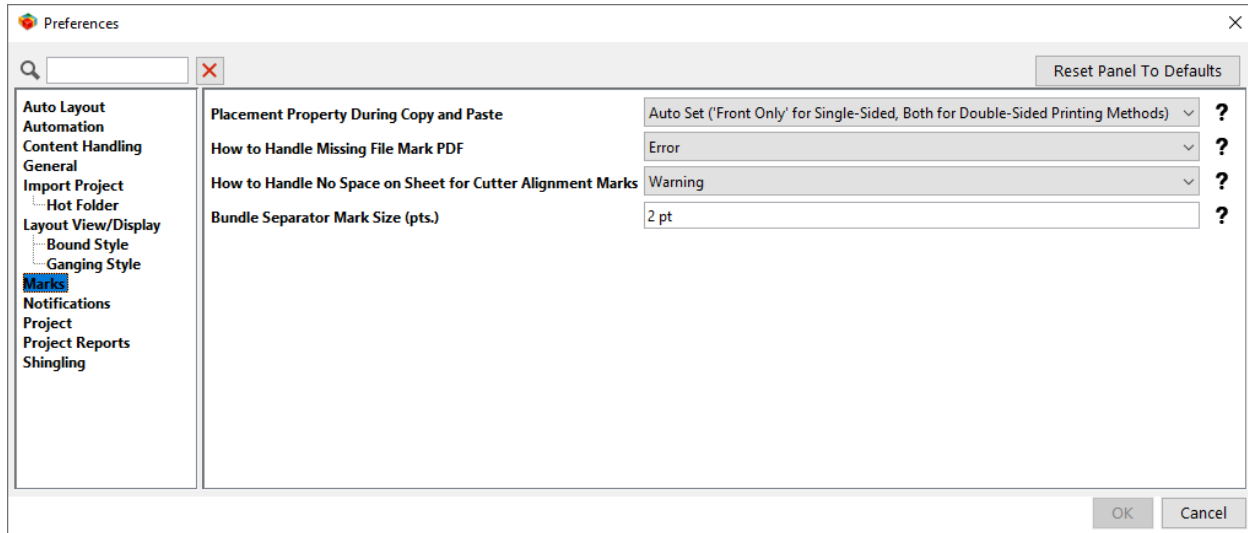 Preferences
Reset Panel To Defaults
Auto Layout
Automation
Content Handling
General
Import Project
Hot Folder
Layout View/Display
Bound Style
Ganging Style
Marks
Notifications
Project
Project Reports
Shingling
Placement Property During Copy and Paste Auto Set ('Front Only' for Single-Sided, Both for Double-Sided Printing Methods) ?
How to Handle Missing File Mark PDF Error ?
How to Handle No Space on Sheet for Cutter Alignment Marks Warning ?
Bundle Separator Mark Size (pts.) 2 pt ?
OK Cancel